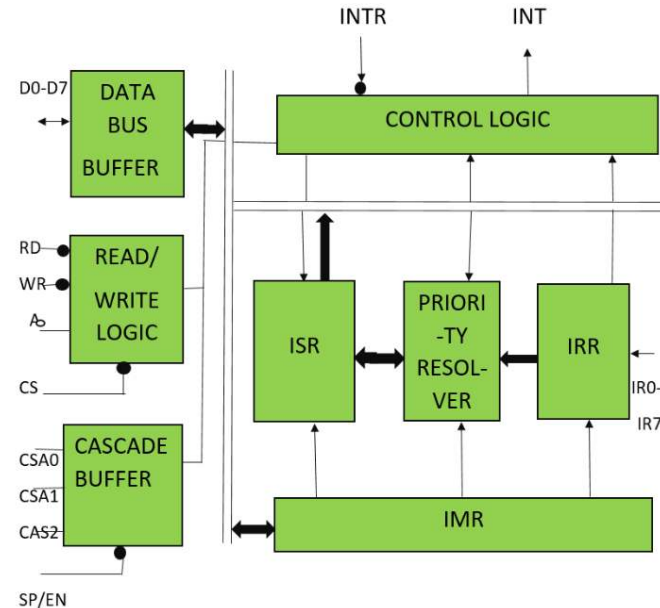 INTR
INT
D0-D7
DATA
BUS
BUFFER
CONTROL LOGIC
RD
WR
A0
CS
READ/
WRITE
LOGIC
ISR
PRIORI
-TY
RESOL-
VER
IRR
IR0-
IR7
CSA0
CSA1
CAS2
CASCADE
BUFFER
IMR
SP/EN